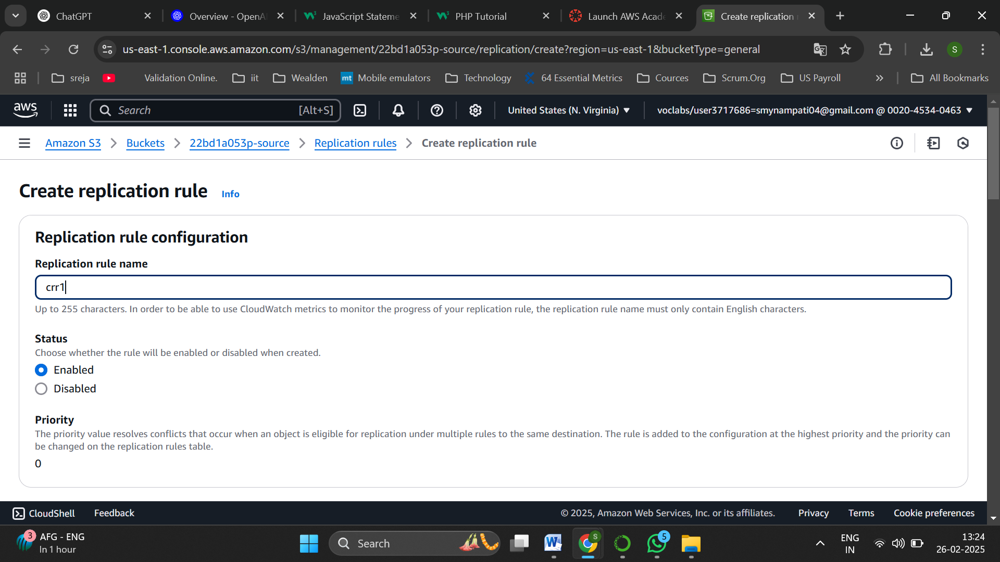 ChatGPT
Overview - OpenA
JavaScript Stateme
PHP Tutorial
Launch AWS Acade
Create replication
us-east-1.console.aws.amazon.com/s3/management/22bd1a053p-source/replication/create?region=us-east-1&bucketType=general
S
sreja
Validation Online.
iit
Wealden
mt
Mobile emulators
Technology
64 Essential Metrics
Cources
Scrum.Org
US Payroll
All Bookmarks
aws
Search
[Alt+S]
United States (N. Virginia)
voclabs/user3717686=smynampati04@gmail.com @ 0020-4534-0463
Amazon S3
Buckets
22bd1a053p-source
Replication rules
Create replication rule
Create replication rule
Info
Replication rule configuration
Replication rule name
crr1
Up to 255 characters. In order to be able to use CloudWatch metrics to monitor the progress of your replication rule, the replication rule name must only contain English characters.
Status
Choose whether the rule will be enabled or disabled when created.
Enabled
Disabled
Priority
The priority value resolves conflicts that occur when an object is eligible for replication under multiple rules to the same destination. The rule is added to the configuration at the highest priority and the priority can
be changed on the replication rules table.
0
CloudShell
Feedback
© 2025, Amazon Web Services, Inc. or its affiliates.
Privacy
Terms
Cookie preferences
3
AFG - ENG
In 1 hour
Search
W
S
5
ENG
IN
13:24
26-02-2025